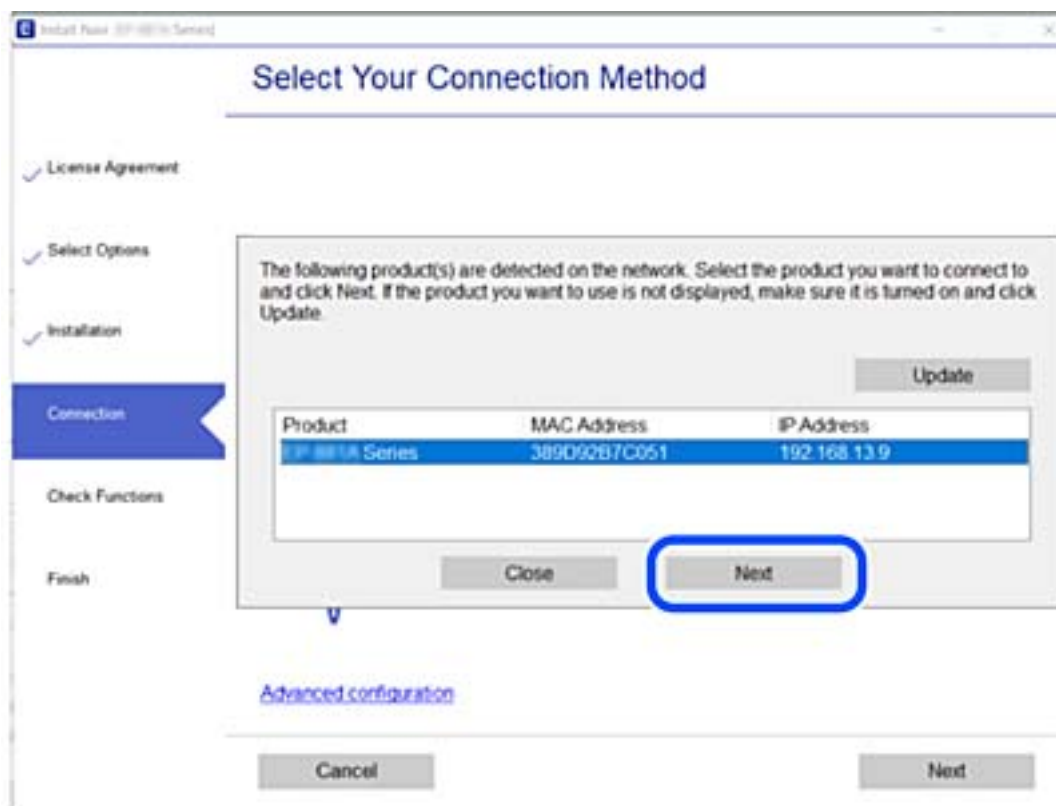 Install Navi
Series]
Select Your Connection Method
License Agreement
Select Options
Installation
Connection
Check Functions
Finish
The following product(s) are detected on the network. Select the product you want to connect to
and click Next. If the product you want to use is not displayed, make sure it is turned on and click
Update.
Update
Product MAC Address IP Address
Series 389D92B7C051 192.168.13.9
Close Next
Advanced configuration
Cancel Next